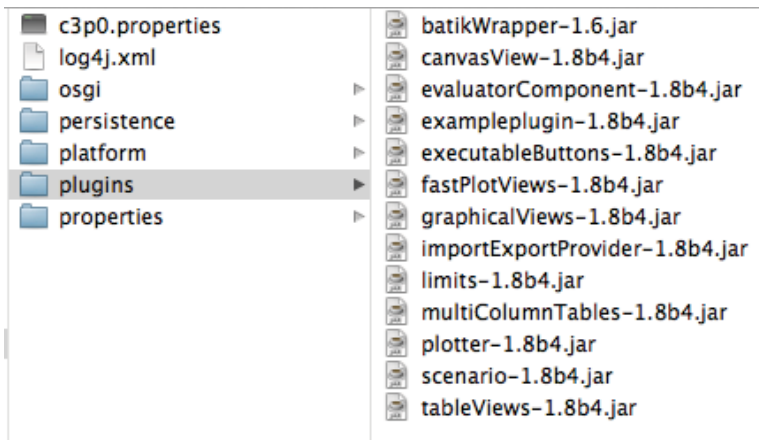 c3p0.properties
log4j.xml
osgi
persistence
platform
plugins
properties
batikWrapper-1.6.jar
canvasView-1.8b4.jar
evaluatorComponent-1.8b4.jar
exampleplugin-1.8b4.jar
executableButtons-1.8b4.jar
fastPlotViews-1.8b4.jar
graphicalViews-1.8b4.jar
importExportProvider-1.8b4.jar
limits-1.8b4.jar
multiColumnTables-1.8b4.jar
plotter-1.8b4.jar
scenario-1.8b4.jar
tableViews-1.8b4.jar